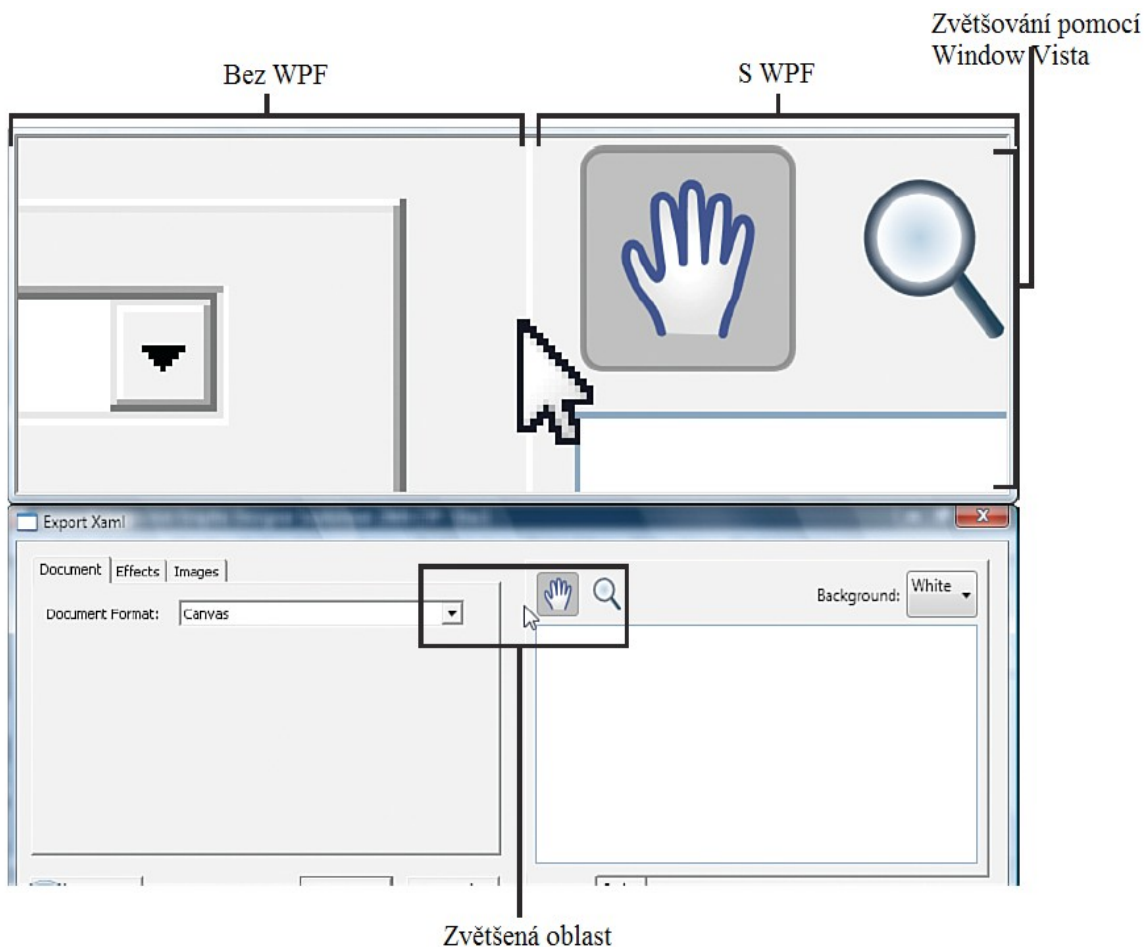 Zvětšování pomocí
Window Vista
Bez WPF
S WPF
Export Xaml
Document Effects Images
Background: White
Document Format: Canvas
Zvětšená oblast